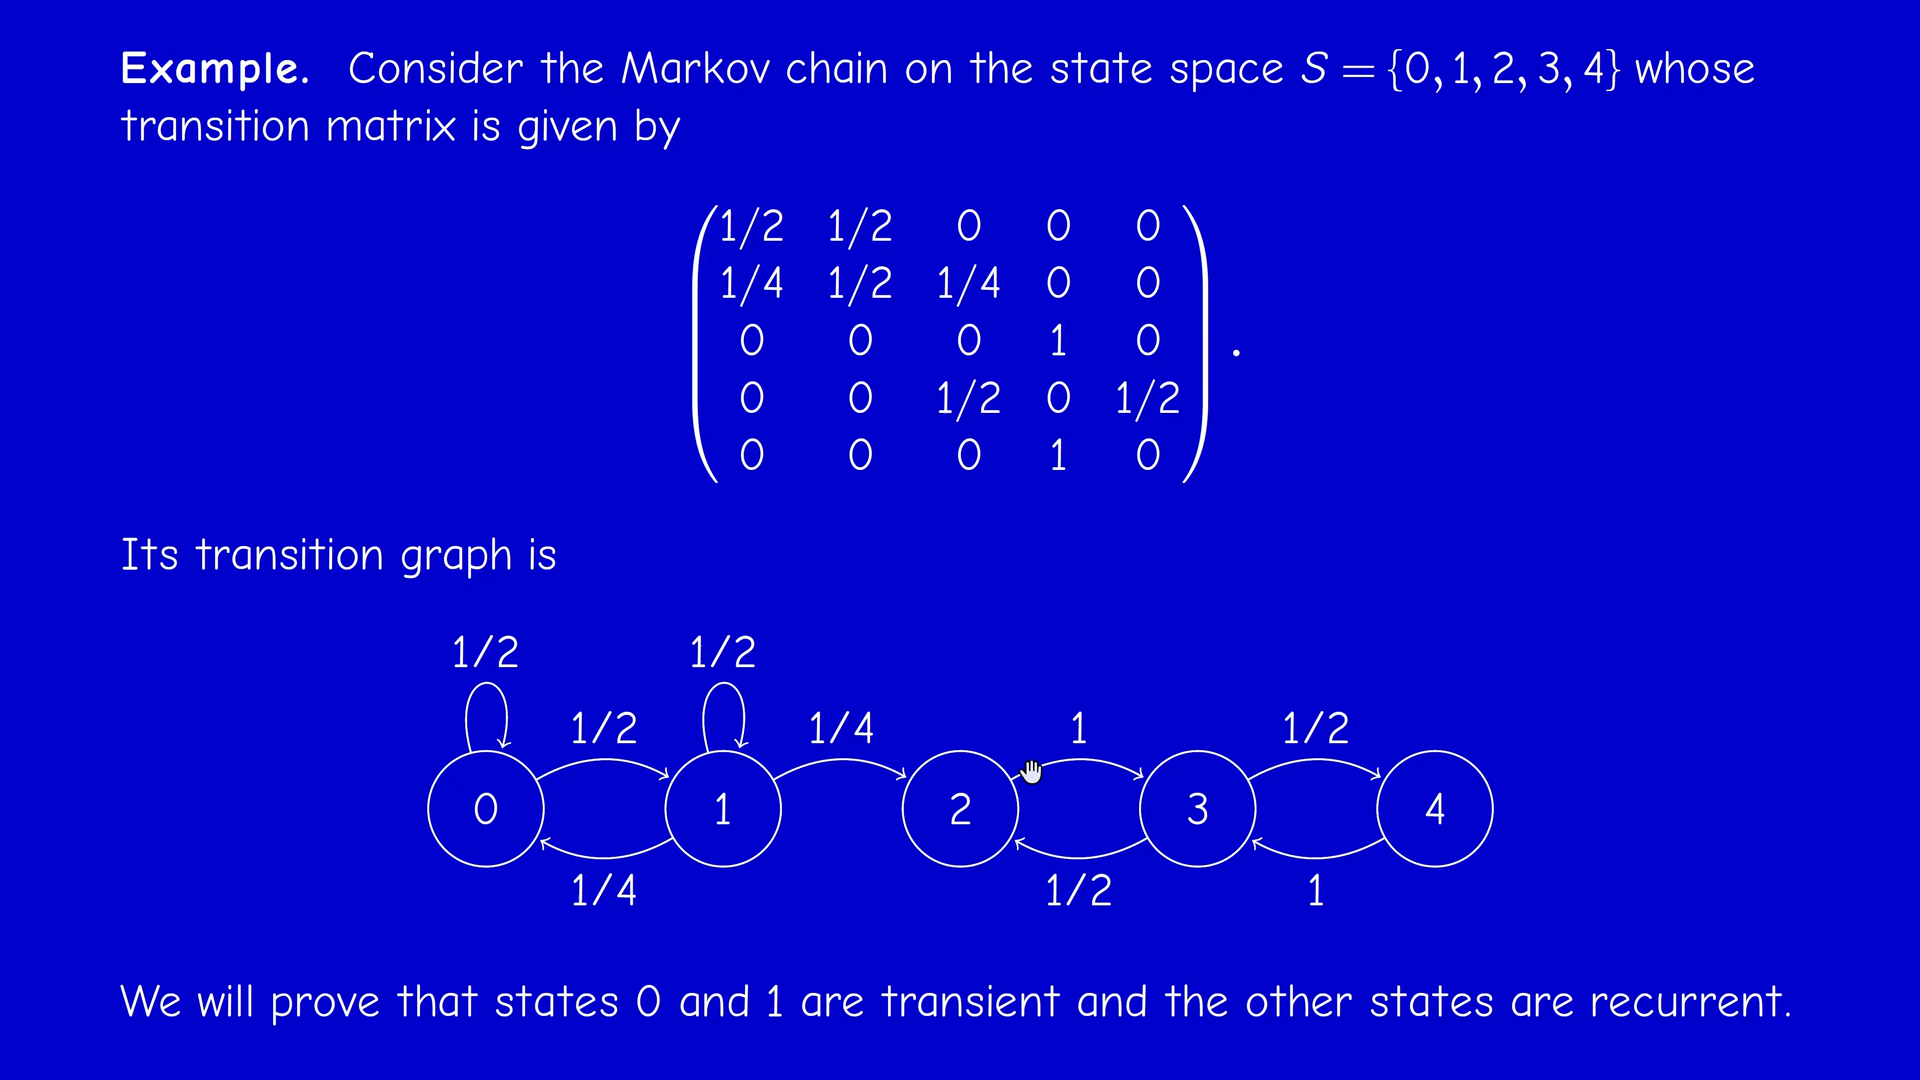 Example. Consider the Markov chain on the state space S = {0, 1, 2, 3, 4} whose
transition matrix is given by
1/2 1/2 0 0 0
1/4 1/2 1/4 0 0
0 0 0 1 0
0 0 1/2 0 1/2
0 0 0 1 0
.
Its transition graph is
1/2 1/2
1/2 1/4 1 1/2
0 1 2 3 4
1/4 1/2 1
We will prove that states 0 and 1 are transient and the other states are recurrent.